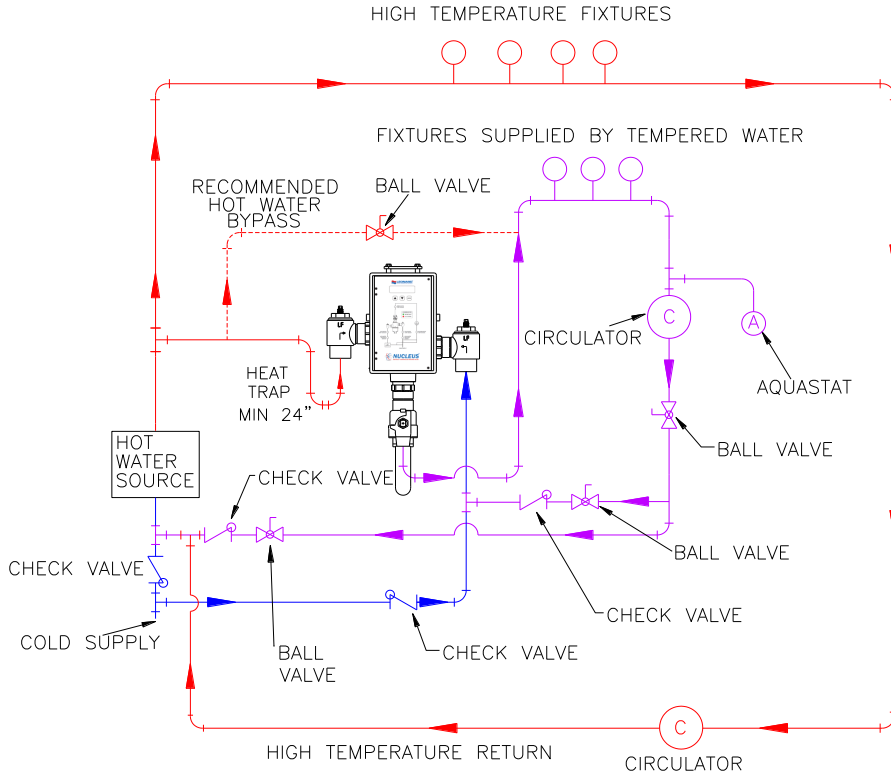 HIGH TEMPERATURE FIXTURES
FIXTURES SUPPLIED BY TEMPERED WATER
RECOMMENDED
HOT WATER
BYPASS
BALL VALVE
LF
LF
NUCLEUS
C
CIRCULATOR
A
AQUASTAT
HEAT
TRAP
MIN 24"
HOT
WATER
SOURCE
BALL VALVE
CHECK VALVE
BALL VALVE
CHECK VALVE
CHECK VALVE
COLD SUPPLY
BALL
VALVE
CHECK VALVE
HIGH TEMPERATURE RETURN
C
CIRCULATOR